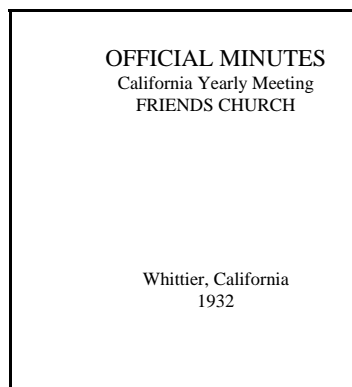 OFFICIAL MINUTES
California Yearly Meeting
FRIENDS CHURCH
Whittier, California
1932